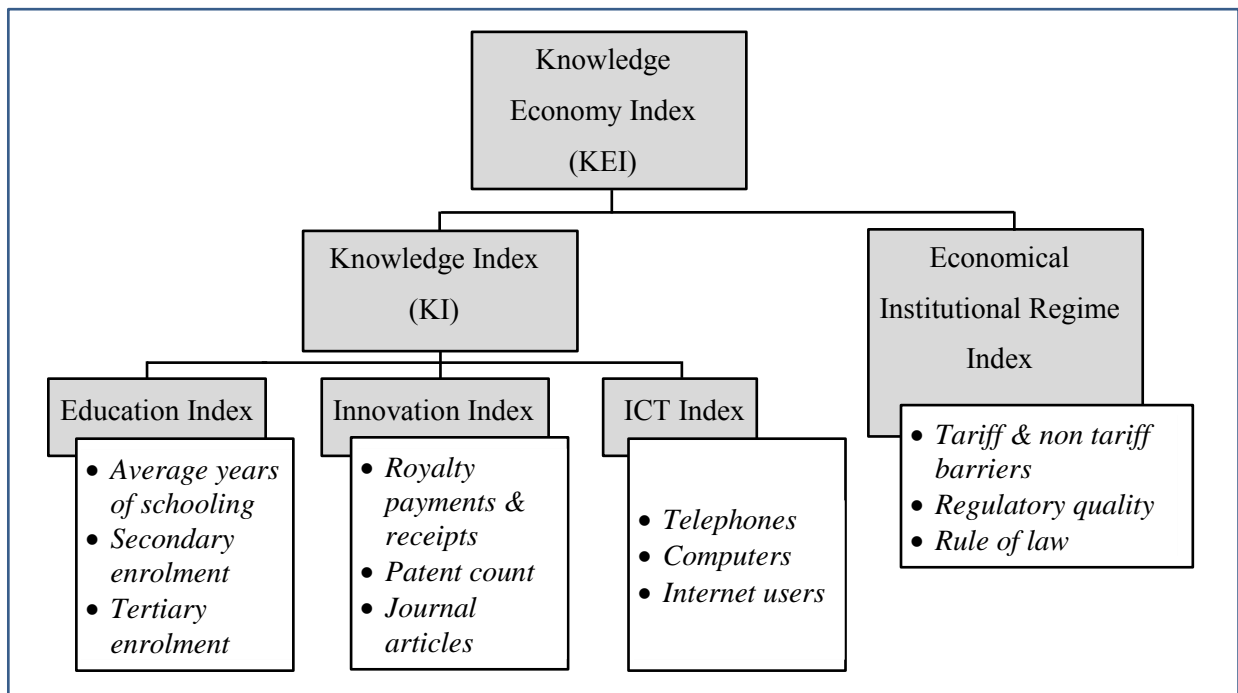 Knowledge
Economy Index
(KEI)
Knowledge Index
(KI)
Economical
Institutional Regime
Index
Education Index
Innovation Index
ICT Index
• Average years
of schooling
• Secondary
enrolment
• Tertiary
enrolment
• Royalty
payments &
receipts
• Patent count
• Journal
articles
• Telephones
• Computers
• Internet users
• Tariff & non tariff
barriers
• Regulatory quality
• Rule of law